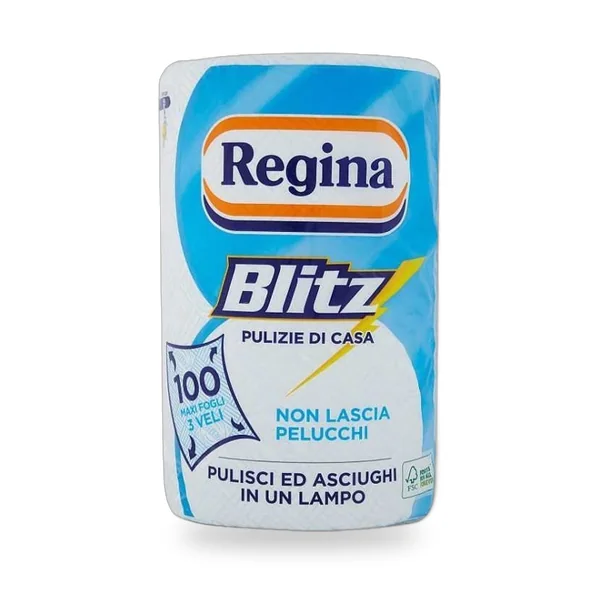 Regina
Blitz
PULIZIE DI CASA
100
MAXI FOGLI
3 VELI
NON LASCIA
PELUCCHI
PULISCI ED ASCIUGHI
IN UN LAMPO
FSC